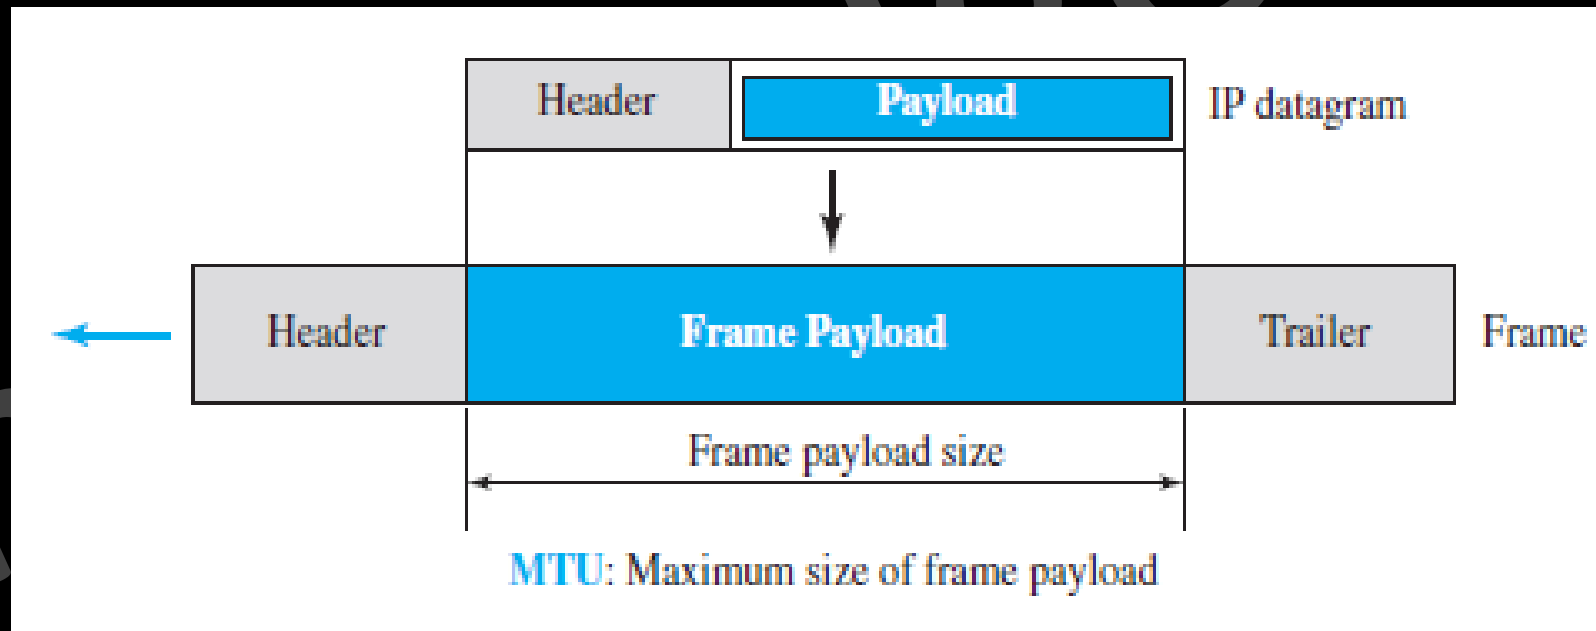 Header Payload IP datagram
Header Frame Payload Trailer Frame
Frame payload size
MTU: Maximum size of frame payload